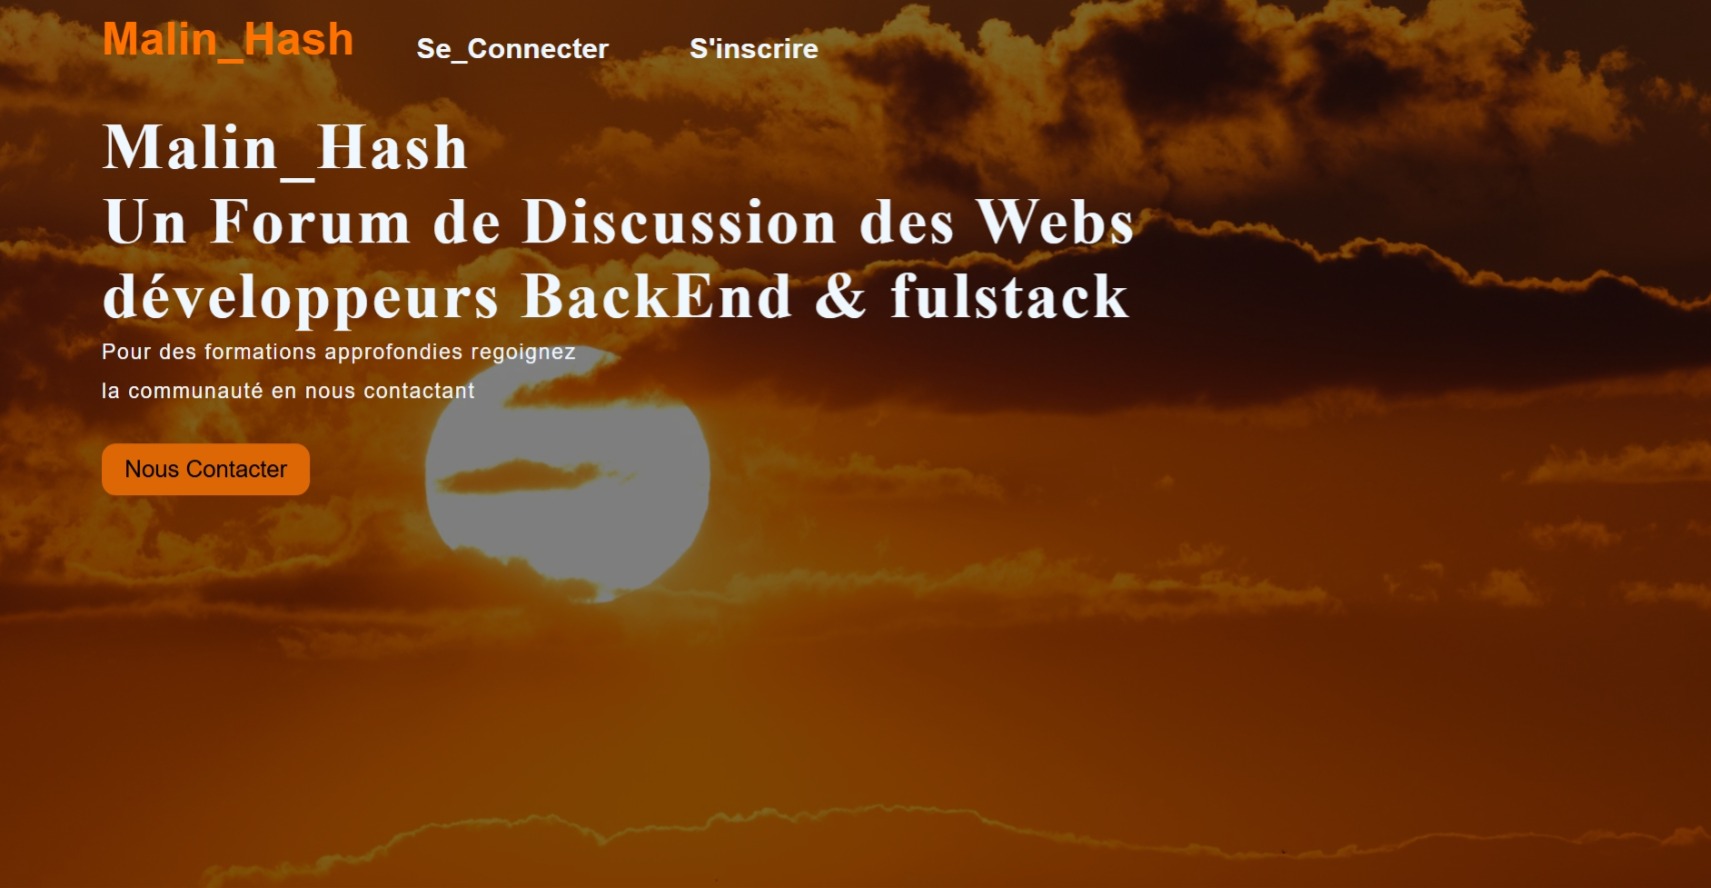 Malin_Hash Se_Connecter S'inscrire
Malin_Hash
Un Forum de Discussion des Webs
développeurs BackEnd & fulstack
Pour des formations approfondies regoignez
la communauté en nous contactant
Nous Contacter